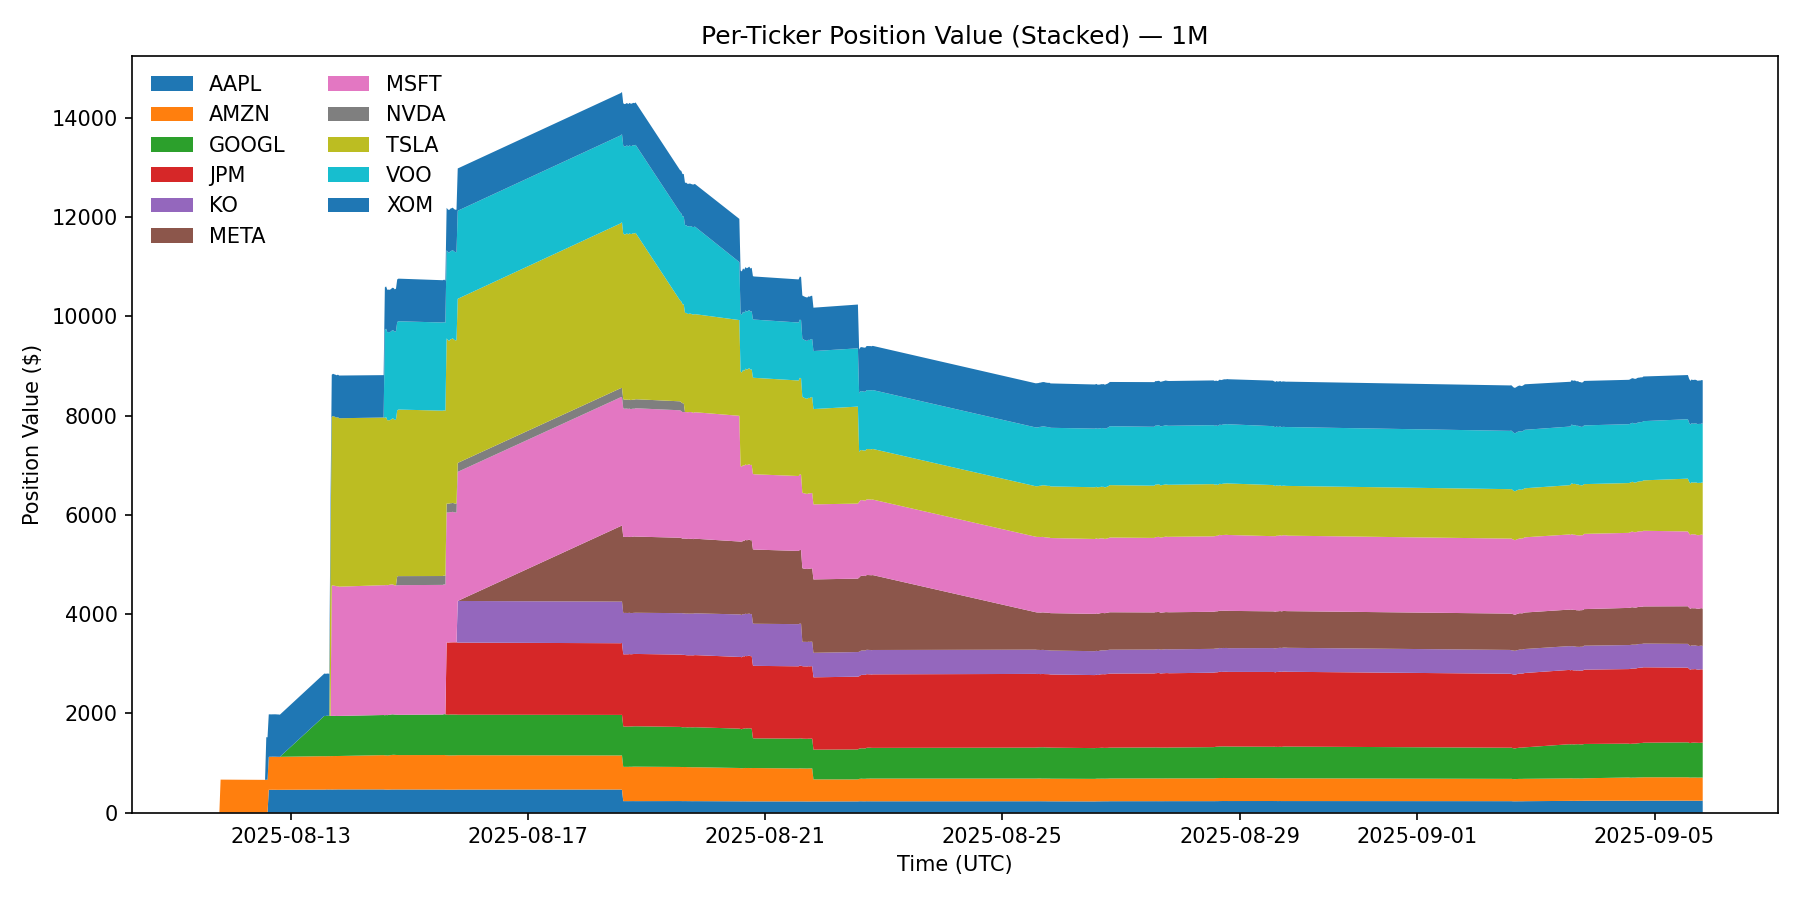 Per-Ticker Position Value (Stacked) — 1M
AAPL
AMZN
GOOGL
JPM
KO
META
MSFT
NVDA
TSLA
VOO
XOM
Position Value ($)
14000
12000
10000
8000
6000
4000
2000
0
2025-08-13
2025-08-17
2025-08-21
2025-08-25
2025-08-29
2025-09-01
2025-09-05
Time (UTC)